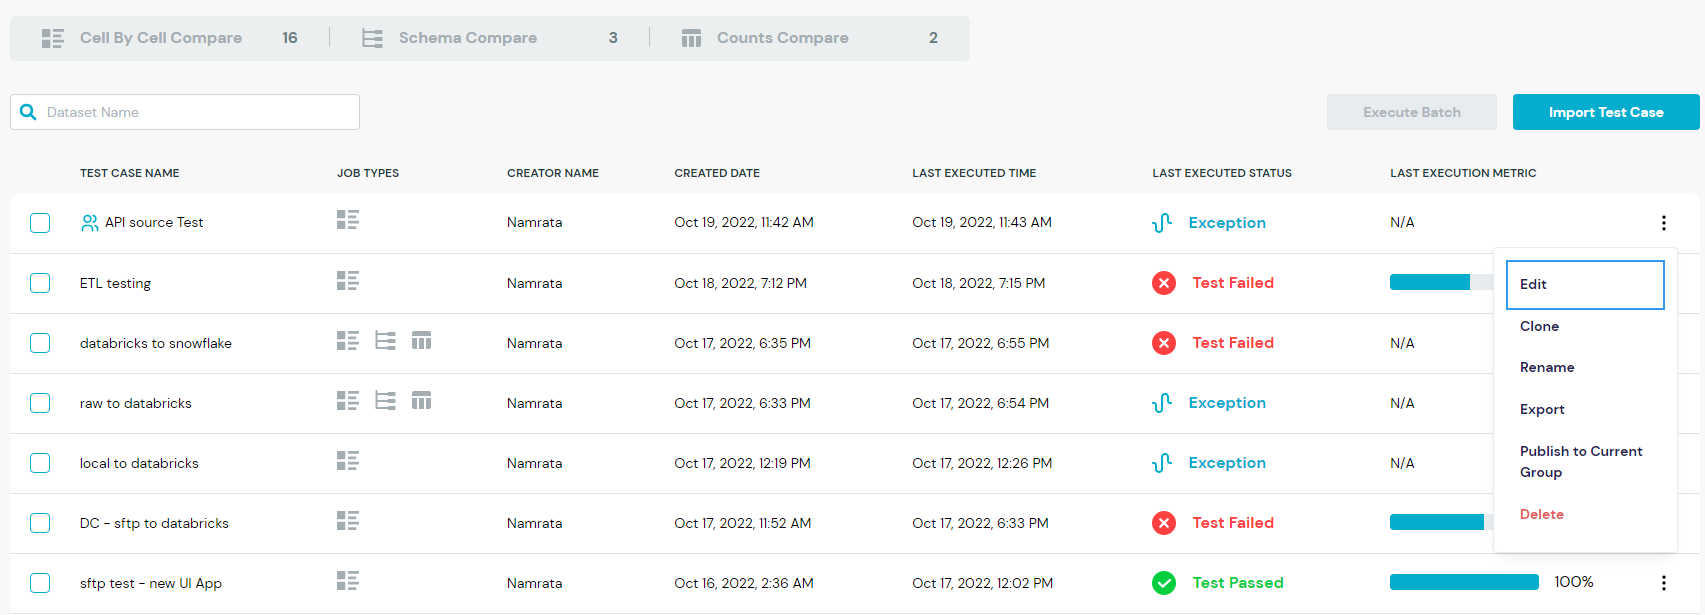 Cell By Cell Compare 16 Schema Compare 3 Counts Compare 2
Dataset Name Execute Batch Import Test Case
TEST CASE NAME JOB TYPES CREATOR NAME CREATED DATE LAST EXECUTED TIME LAST EXECUTED STATUS LAST EXECUTION METRIC
API source Test Namrata Oct 19, 2022, 11:42 AM Oct 19, 2022, 11:43 AM Exception N/A
ETL testing Namrata Oct 18, 2022, 7:12 PM Oct 18, 2022, 7:15 PM Test Failed
databricks to snowflake Namrata Oct 17, 2022, 6:35 PM Oct 17, 2022, 6:55 PM Test Failed N/A
raw to databricks Namrata Oct 17, 2022, 6:33 PM Oct 17, 2022, 6:54 PM Exception N/A
local to databricks Namrata Oct 17, 2022, 12:19 PM Oct 17, 2022, 12:26 PM Exception N/A
DC - sftp to databricks Namrata Oct 17, 2022, 11:52 AM Oct 17, 2022, 6:33 PM Test Failed
sftp test - new UI App Namrata Oct 16, 2022, 2:36 AM Oct 17, 2022, 12:02 PM Test Passed 100%
Edit
Clone
Rename
Export
Publish to Current
Group
Delete